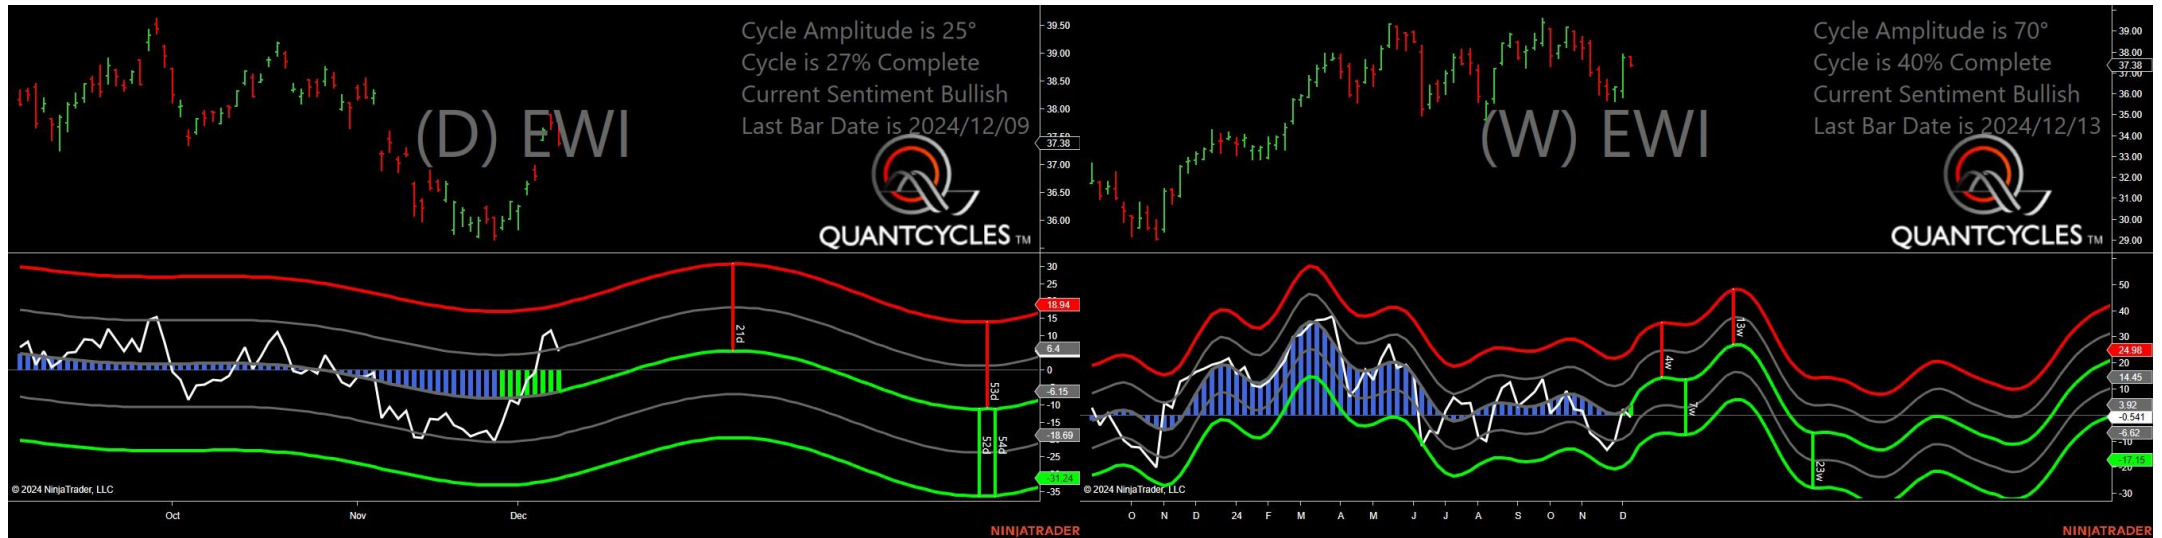 Cycle Amplitude is 25°
Cycle is 27% Complete
Current Sentiment Bullish
Last Bar Date is 2024/12/09
(D) EWI
QUANTCYCLES TM
39.50
39.00
38.50
38.00
37.50
37.38
37.00
36.50
36.00
30
25
18.94
15
10
6.4
0
-6.15
-10
-15
-18.69
-25
-31.24
-35
21d
53d
52d
54d
© 2024 NinjaTrader, LLC
Oct
Nov
Dec
NINJATRADER
Cycle Amplitude is 70°
Cycle is 40% Complete
Current Sentiment Bullish
Last Bar Date is 2024/12/13
(W) EWI
QUANTCYCLES TM
39.00
38.00
37.38
37.00
36.00
35.00
34.00
33.00
32.00
31.00
30.00
29.00
50
40
30
24.98
20
14.45
10
3.92
-0.541
-6.62
-10
-17.15
-20
-30
4w
7w
13w
23w
© 2024 NinjaTrader, LLC
O N D 24 F M A M J J A S O N D
NINJATRADER